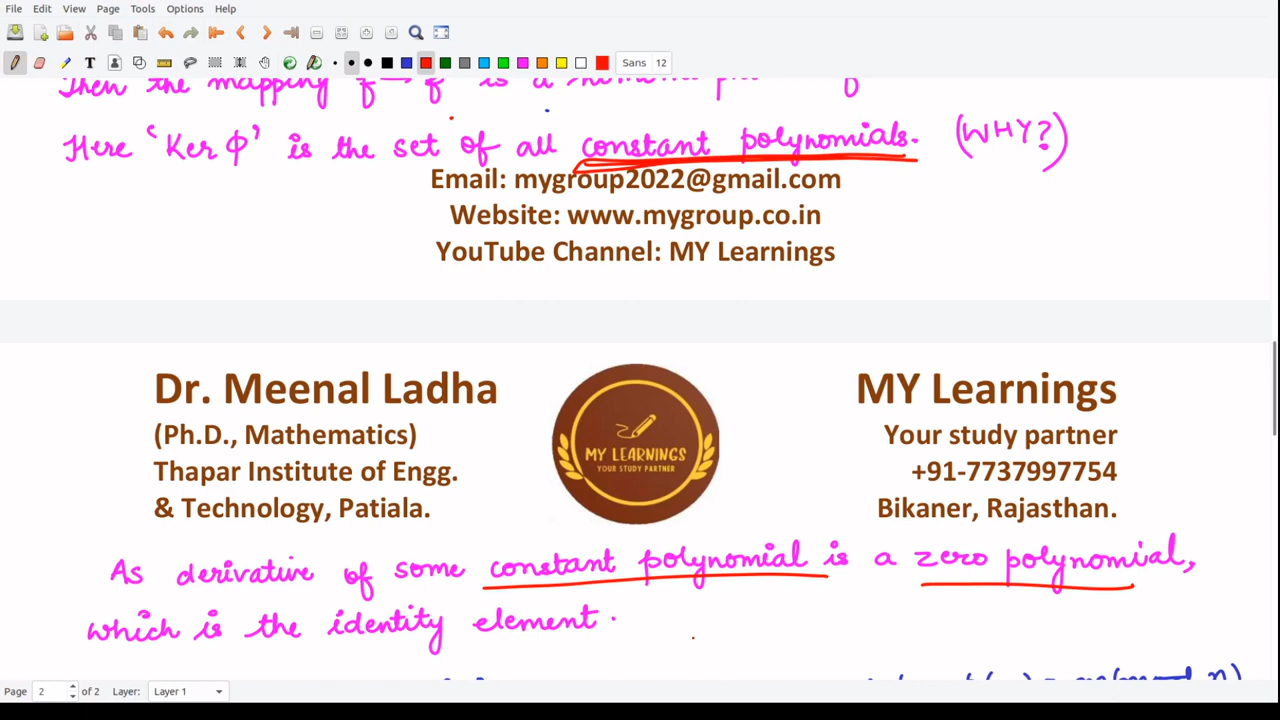 File Edit View Page Tools Options Help
Sans 12
Then the mapping f → f' is a
Here 'Ker φ' is the set of all constant polynomials. (WHY?)
Email: mygroup2022@gmail.com
Website: www.mygroup.co.in
YouTube Channel: MY Learnings
Dr. Meenal Ladha
(Ph.D., Mathematics)
Thapar Institute of Engg.
& Technology, Patiala.
MY LEARNINGS
YOUR STUDY PARTNER
MY Learnings
Your study partner
+91-7737997754
Bikaner, Rajasthan.
As derivative of some constant polynomial is a zero polynomial,
which is the identity element.
Page 2 of 2 Layer: Layer 1